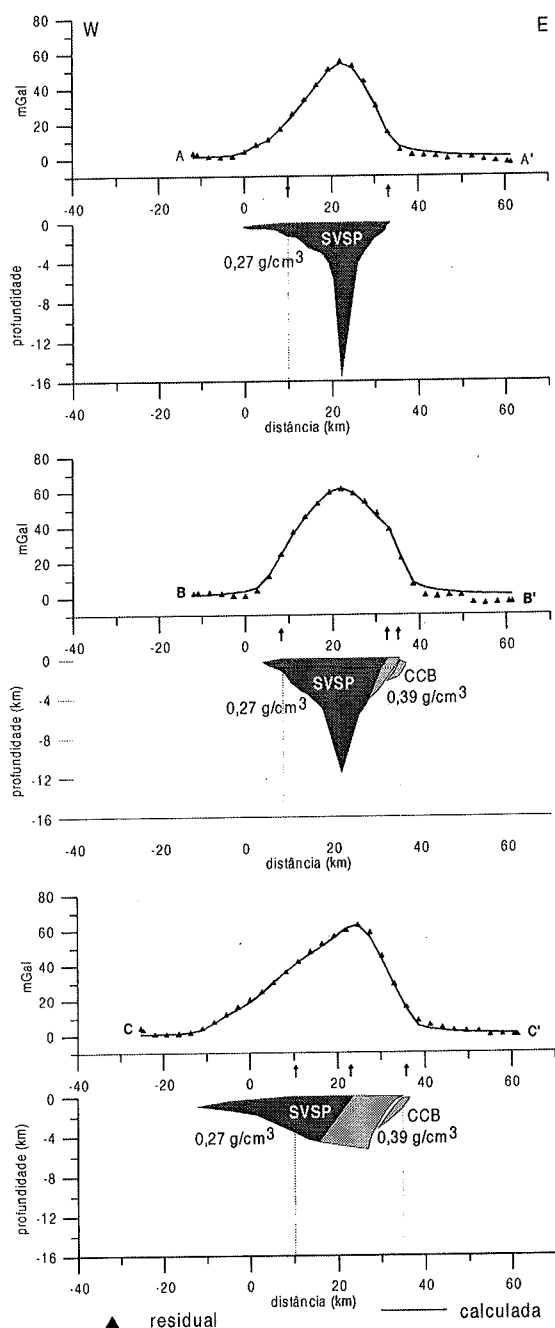 W E
80
60
40
20
0
mGal
A A'
-40 -20 0 20 40 60
0
-4
-8
-12
-16
profundidade
SVSP
0,27 g/cm3
-40 -20 0 20 40 60
distância (km)
80
60
40
20
0
mGal
B B'
-40 -20 0 20 40 60
0
-4
-8
-12
-16
profundidade (km)
SVSP
CCB
0,27 g/cm3
0,39 g/cm3
-40 -20 0 20 40 60
distância (km)
80
60
40
20
0
mGal
C C'
-40 -20 0 20 40 60
0
-4
-8
-12
-16
profundidade (km)
SVSP
CCB
0,27 g/cm3
0,39 g/cm3
-40 -20 0 20 40 60
distância (km)
residual calculada